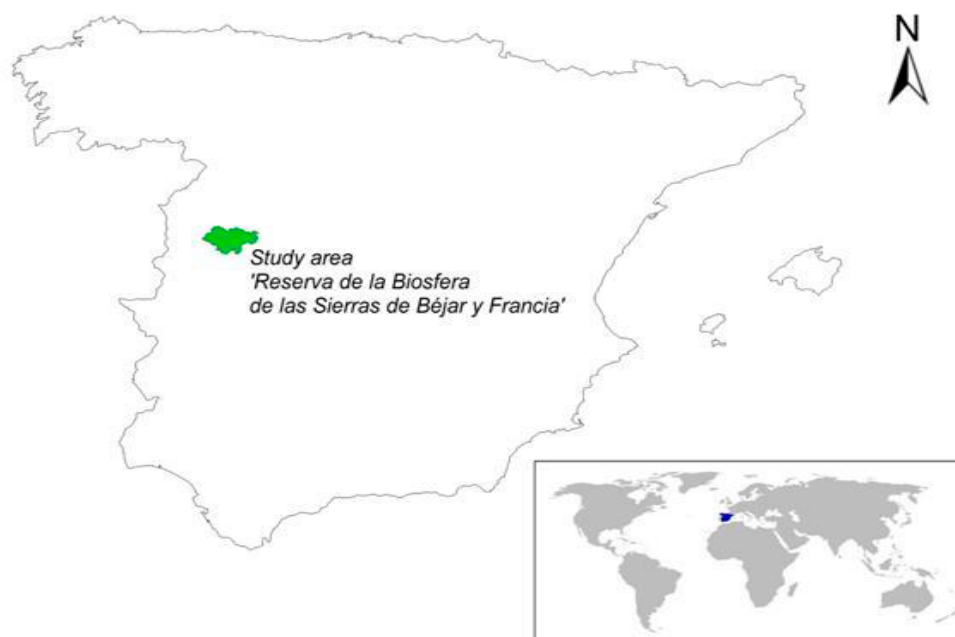 N
Study area
'Reserva de la Biosfera
de las Sierras de Béjar y Francia'